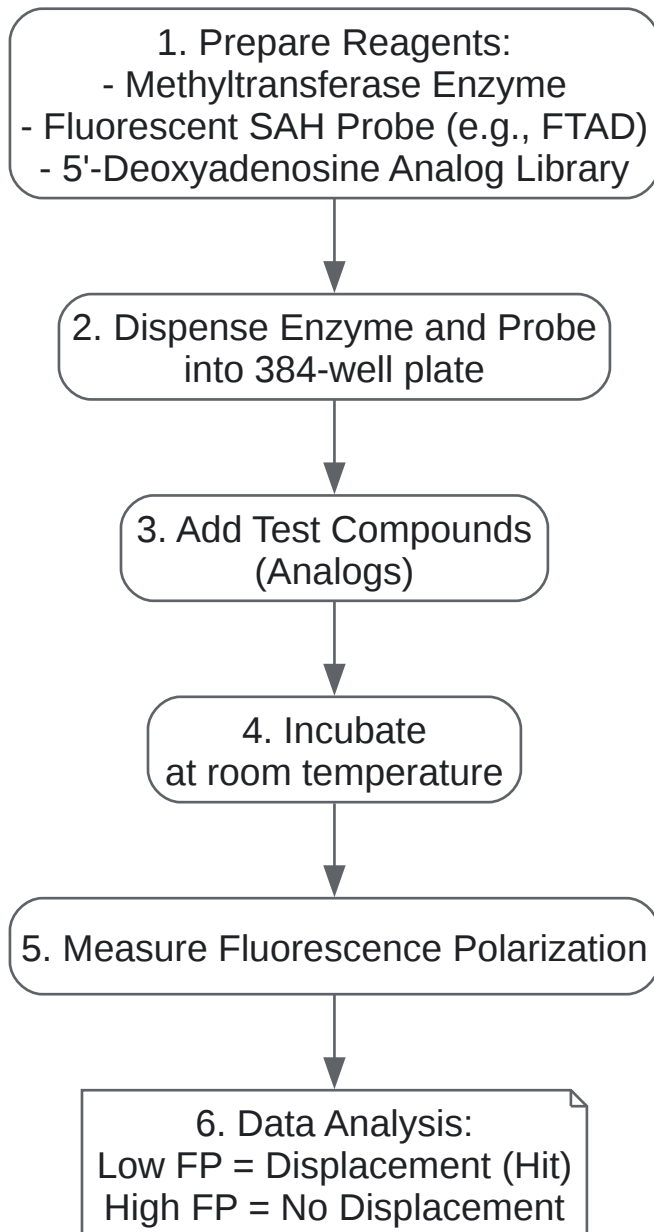 1. Prepare Reagents:
- Methyltransferase Enzyme
- Fluorescent SAH Probe (e.g., FTAD)
- 5'-Deoxyadenosine Analog Library
2. Dispense Enzyme and Probe
into 384-well plate
3. Add Test Compounds
(Analogs)
4. Incubate
at room temperature
5. Measure Fluorescence Polarization
6. Data Analysis:
Low FP = Displacement (Hit)
High FP = No Displacement